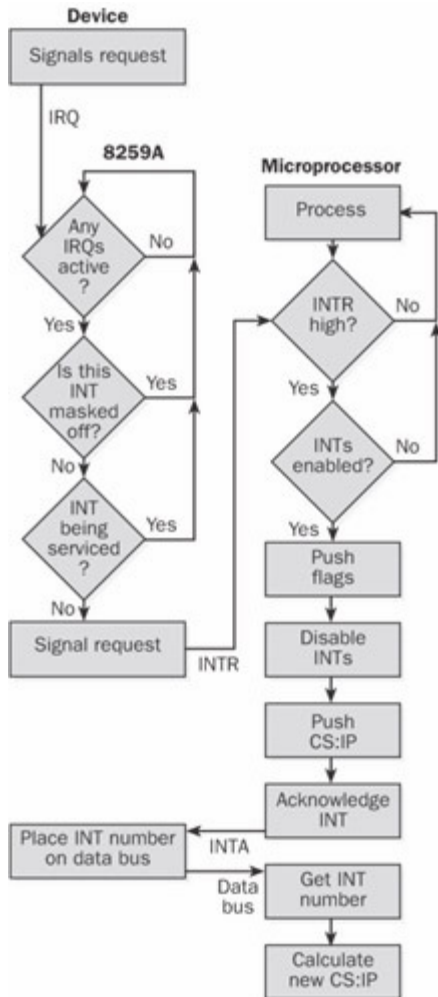 Device
Signals request
IRQ
8259A
Any
IRQs
active
?
No
Yes
Is this
INT
masked
off?
Yes
No
INT
being
serviced
?
Yes
No
Signal request
INTR
Microprocessor
Process
INTR
high?
No
Yes
INTs
enabled?
No
Yes
Push
flags
Disable
INTs
Push
CS:IP
Acknowledge
INT
INTA
Place INT number
on data bus
Data
bus
Get INT
number
Calculate
new CS:IP